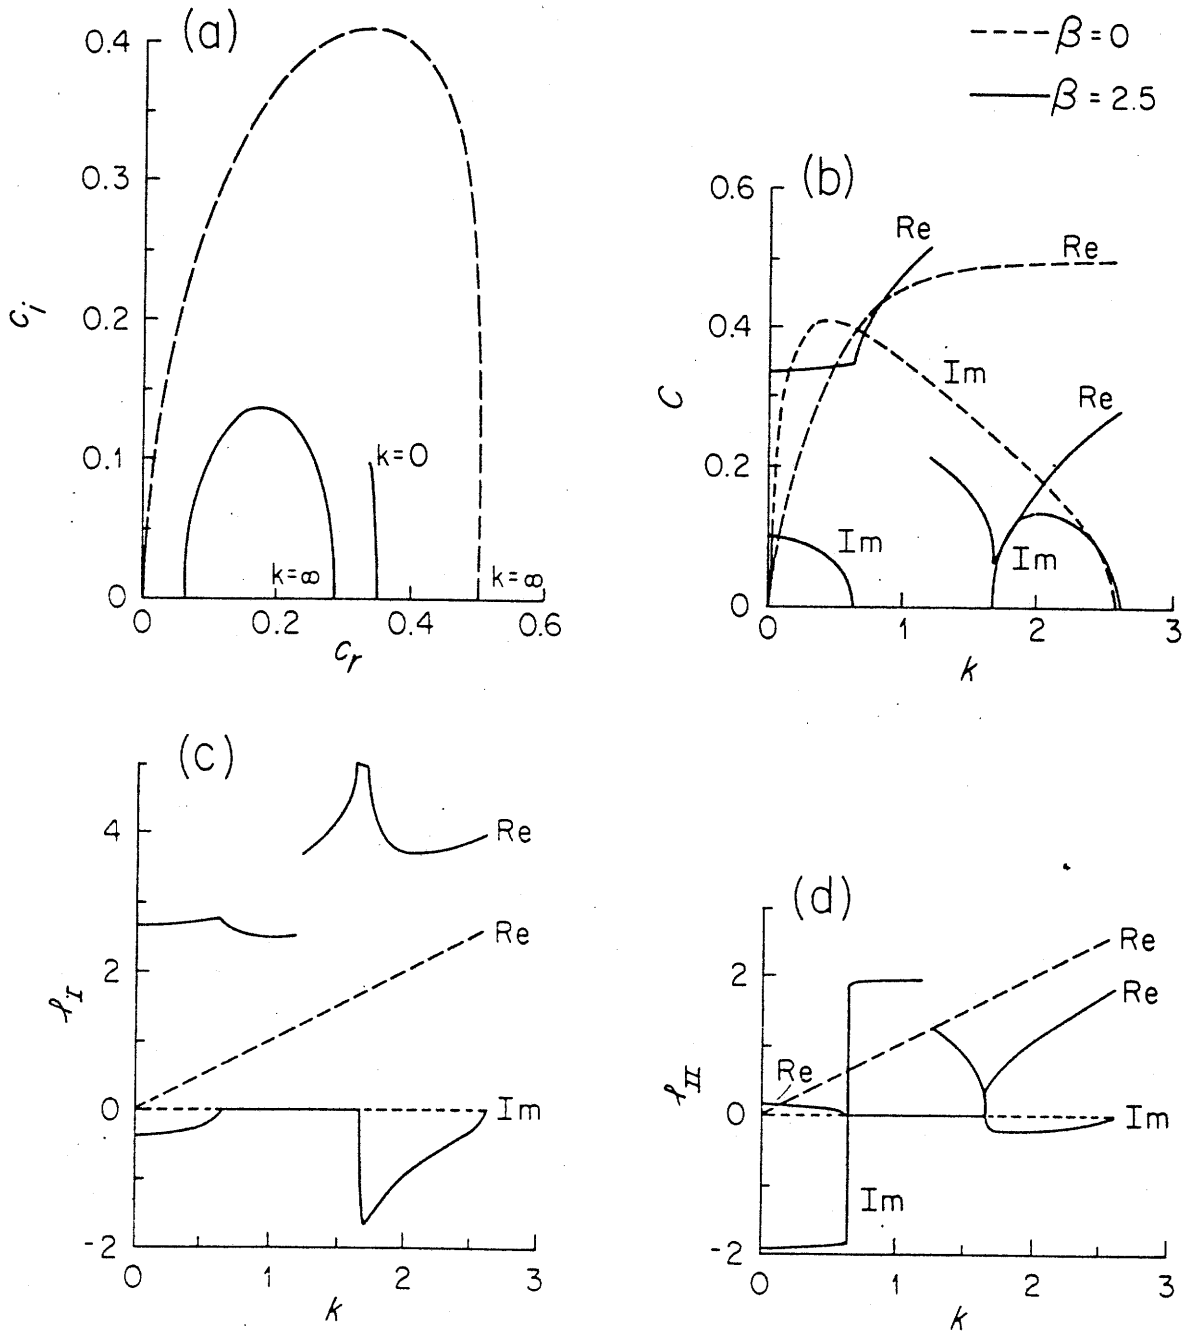 (a)
0.4
0.3
0.2
0.1
0
c_i
k=0
k=∞
k=∞
0
0.2
0.4
0.6
c_r
β=0
β=2.5
(b)
0.6
0.4
0.2
0
C
Re
Re
Im
Re
Im
Im
0
1
2
3
k
(c)
4
2
0
-2
ℓ_I
Re
Re
Im
0
1
2
3
k
(d)
2
0
-2
ℓ_II
Re
Re
Re
Im
Im
0
1
2
3
k